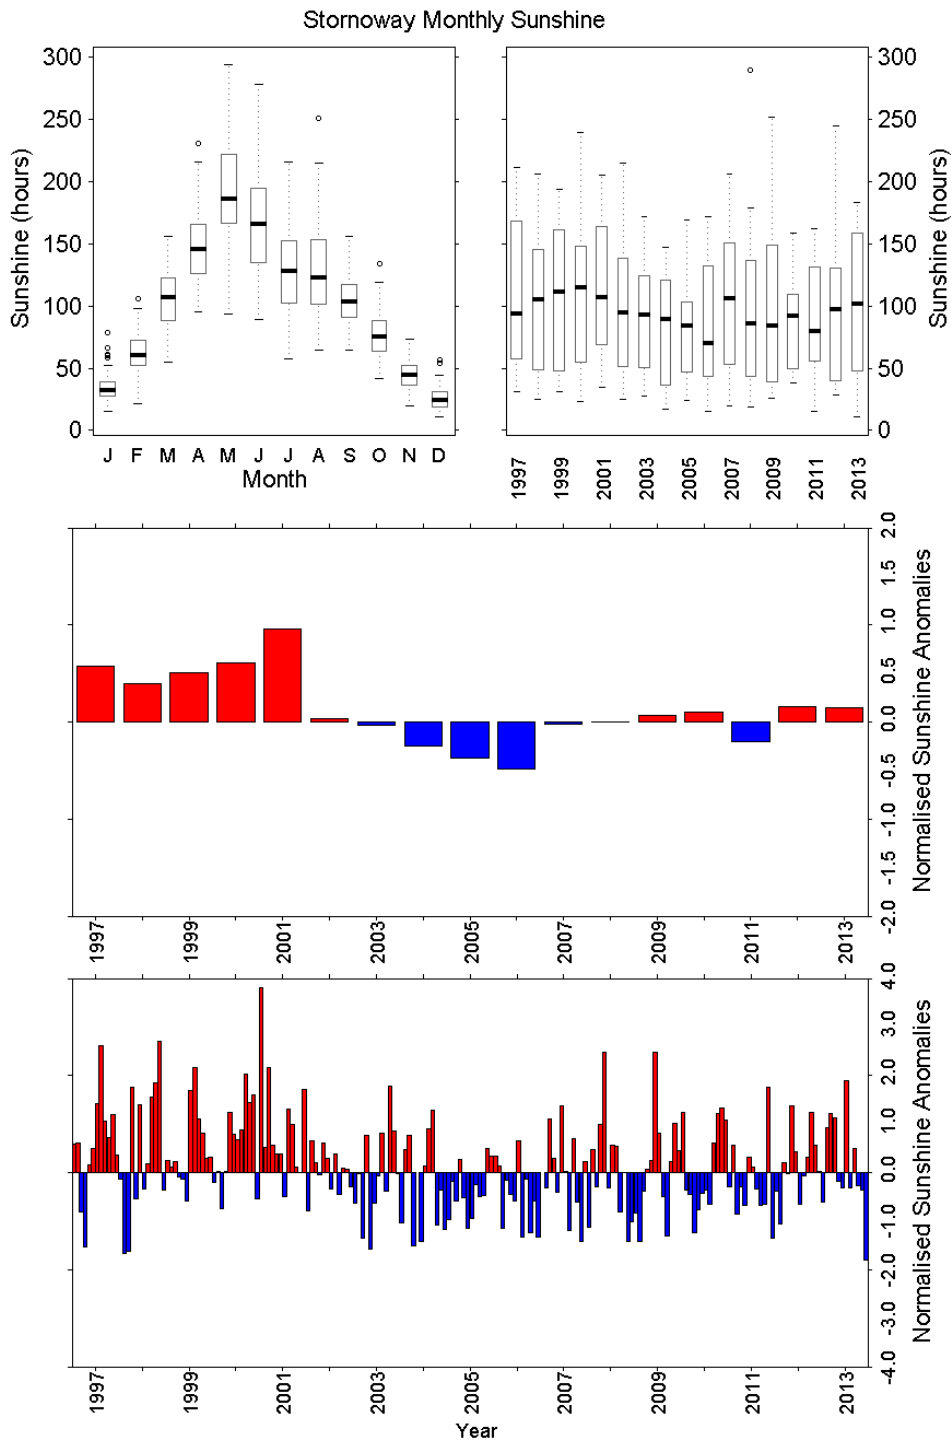 Stornoway Monthly Sunshine
300
250
200
150
100
50
0
Sunshine (hours)
J F M A M J J A S O N D
Month
300
250
200
150
100
50
0
Sunshine (hours)
1997 1999 2001 2003 2005 2007 2009 2011 2013
2.0
1.5
1.0
0.5
0.0
-0.5
-1.0
-1.5
-2.0
Normalised Sunshine Anomalies
1997 1999 2001 2003 2005 2007 2009 2011 2013
4.0
3.0
2.0
1.0
0.0
-1.0
-2.0
-3.0
-4.0
Normalised Sunshine Anomalies
1997 1999 2001 2003 2005 2007 2009 2011 2013
Year